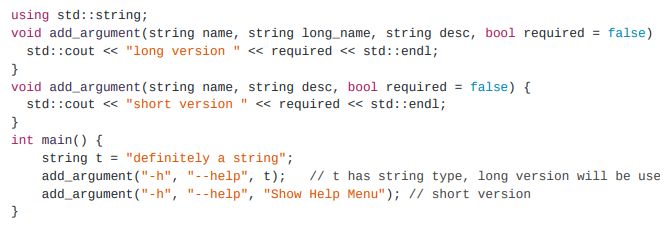 using std::string;
void add_argument(string name, string long_name, string desc, bool required = false)
  std::cout << "long version " << required << std::endl;
}
void add_argument(string name, string desc, bool required = false) {
  std::cout << "short version " << required << std::endl;
}
int main() {
    string t = "definitely a string";
    add_argument("-h", "--help", t);   // t has string type, long version will be use
    add_argument("-h", "--help", "Show Help Menu"); // short version
}